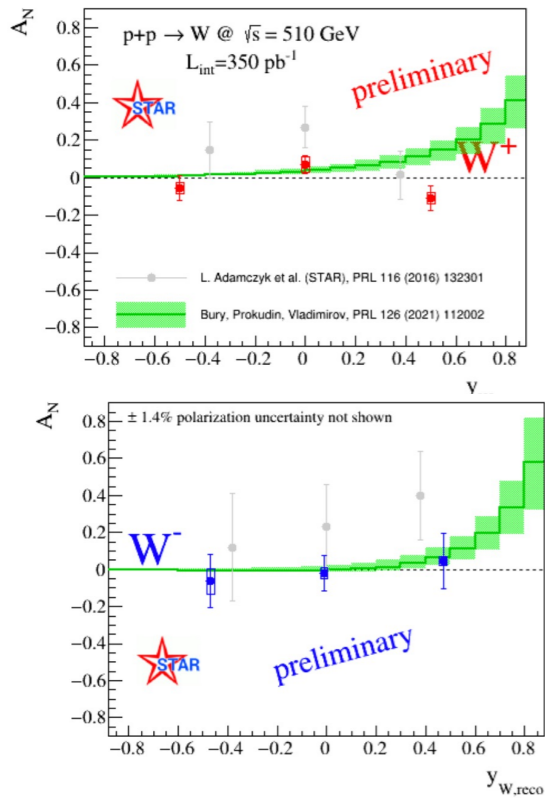 A_N
p+p → W @ √s = 510 GeV
L_int=350 pb⁻¹
preliminary
STAR
W⁺
0.8
0.6
0.4
0.2
0
−0.2
−0.4
−0.6
−0.8
L. Adamczyk et al. (STAR), PRL 116 (2016) 132301
Bury, Prokudin, Vladimirov, PRL 126 (2021) 112002
−0.8 −0.6 −0.4 −0.2 0 0.2 0.4 0.6 0.8
A_N
± 1.4% polarization uncertainty not shown
0.8
0.6
0.4
0.2
0
−0.2
−0.4
−0.6
−0.8
W⁻
STAR
preliminary
−0.8 −0.6 −0.4 −0.2 0 0.2 0.4 0.6 0.8
y_W,reco